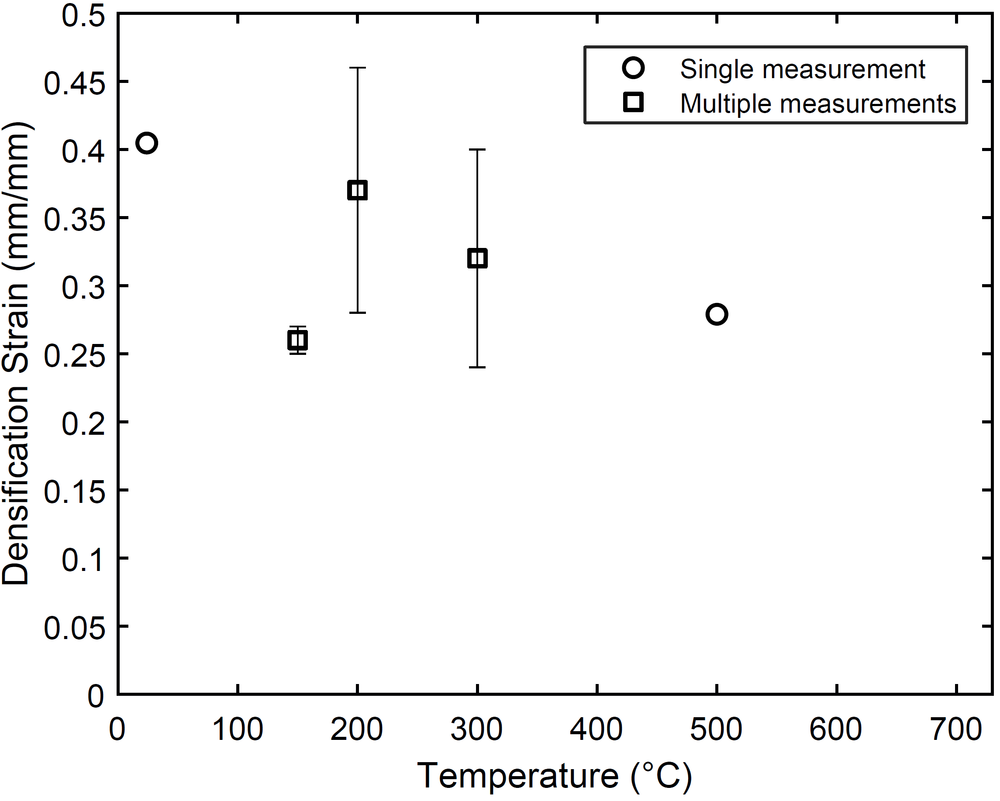 0.5
0.45
0.4
0.35
0.3
0.25
0.2
0.15
0.1
0.05
0
Densification Strain (mm/mm)
Single measurement
Multiple measurements
0 100 200 300 400 500 600 700
Temperature (°C)